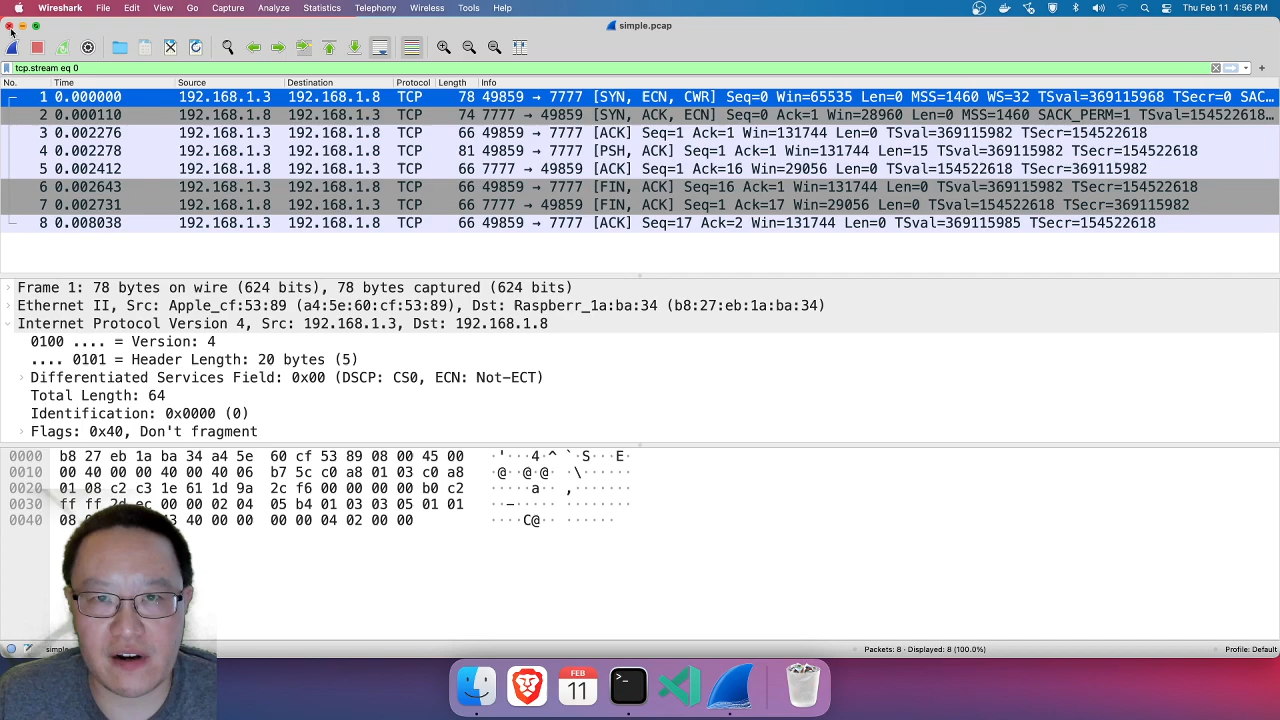 Wireshark File Edit View Go Capture Analyze Statistics Telephony Wireless Tools Help Thu Feb 11 4:56 PM
simple.pcap
tcp.stream eq 0
No. Time Source Destination Protocol Length Info
1 0.000000 192.168.1.3 192.168.1.8 TCP 78 49859 → 7777 [SYN, ECN, CWR] Seq=0 Win=65535 Len=0 MSS=1460 WS=32 TSval=369115968 TSecr=0 SAC…
2 0.000110 192.168.1.8 192.168.1.3 TCP 74 7777 → 49859 [SYN, ACK, ECN] Seq=0 Ack=1 Win=28960 Len=0 MSS=1460 SACK_PERM=1 TSval=154522618…
3 0.002276 192.168.1.3 192.168.1.8 TCP 66 49859 → 7777 [ACK] Seq=1 Ack=1 Win=131744 Len=0 TSval=369115982 TSecr=154522618
4 0.002278 192.168.1.3 192.168.1.8 TCP 81 49859 → 7777 [PSH, ACK] Seq=1 Ack=1 Win=131744 Len=15 TSval=369115982 TSecr=154522618
5 0.002412 192.168.1.8 192.168.1.3 TCP 66 7777 → 49859 [ACK] Seq=1 Ack=16 Win=29056 Len=0 TSval=154522618 TSecr=369115982
6 0.002643 192.168.1.3 192.168.1.8 TCP 66 49859 → 7777 [FIN, ACK] Seq=16 Ack=1 Win=131744 Len=0 TSval=369115982 TSecr=154522618
7 0.002731 192.168.1.8 192.168.1.3 TCP 66 7777 → 49859 [FIN, ACK] Seq=1 Ack=17 Win=29056 Len=0 TSval=154522618 TSecr=369115982
8 0.008038 192.168.1.3 192.168.1.8 TCP 66 49859 → 7777 [ACK] Seq=17 Ack=2 Win=131744 Len=0 TSval=369115985 TSecr=154522618
Frame 1: 78 bytes on wire (624 bits), 78 bytes captured (624 bits)
Ethernet II, Src: Apple_cf:53:89 (a4:5e:60:cf:53:89), Dst: Raspberr_1a:ba:34 (b8:27:eb:1a:ba:34)
Internet Protocol Version 4, Src: 192.168.1.3, Dst: 192.168.1.8
0100 .... = Version: 4
.... 0101 = Header Length: 20 bytes (5)
Differentiated Services Field: 0x00 (DSCP: CS0, ECN: Not-ECT)
Total Length: 64
Identification: 0x0000 (0)
Flags: 0x40, Don't fragment
0000 b8 27 eb 1a ba 34 a4 5e 60 cf 53 89 08 00 45 00 ·'···4·^ `·S···E·
0010 00 40 00 00 40 00 40 06 b7 5c c0 a8 01 03 c0 a8 ·@··@·@· ·\······
0020 01 08 c2 c3 1e 61 1d 9a 2c f6 00 00 00 00 b0 c2 ·····a·· ,·······
0030 ff ff 2d ec 00 00 02 04 05 b4 01 03 03 05 01 01 ··-····· ········
0040 08 43 40 00 00 00 00 04 02 00 00 ····C@·· ······
simple Packets: 8 · Displayed: 8 (100.0%) Profile: Default
FEB
11
>_